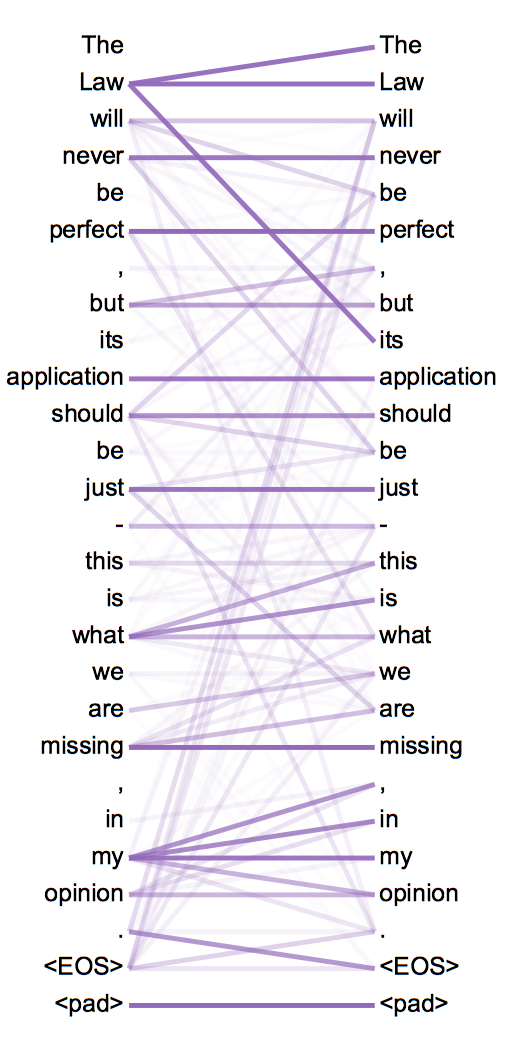 The The
Law Law
will will
never never
be be
perfect perfect
, ,
but but
its its
application application
should should
be be
just just
- -
this this
is is
what what
we we
are are
missing missing
, ,
in in
my my
opinion opinion
. .
<EOS> <EOS>
<pad> <pad>